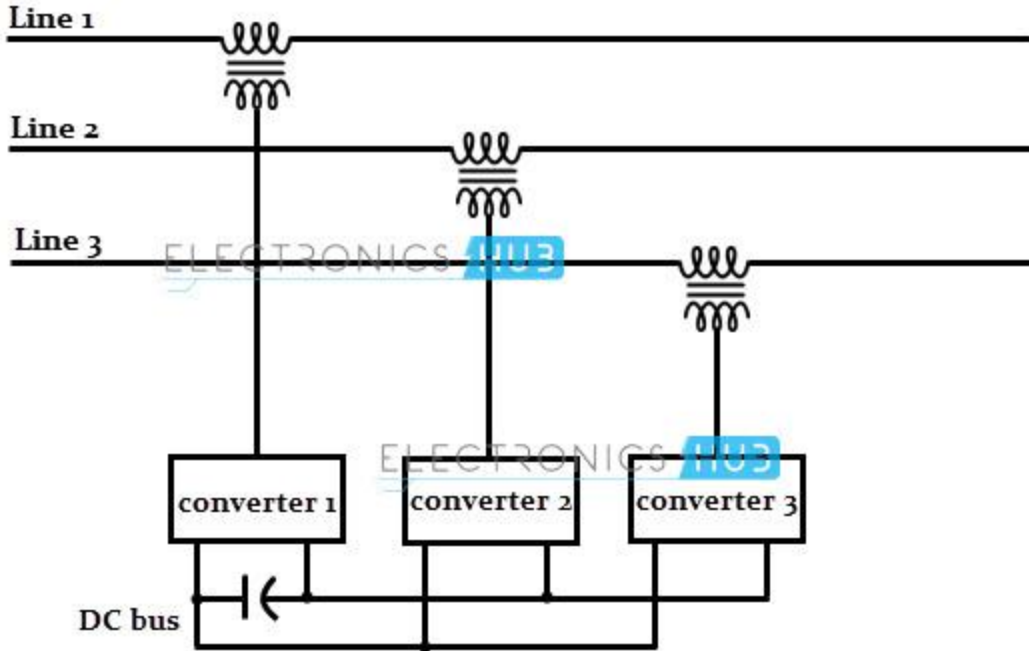 Line 1
Line 2
Line 3
ELECTRONICS HUB
ELECTRONICS HUB
converter 1
converter 2
converter 3
DC bus